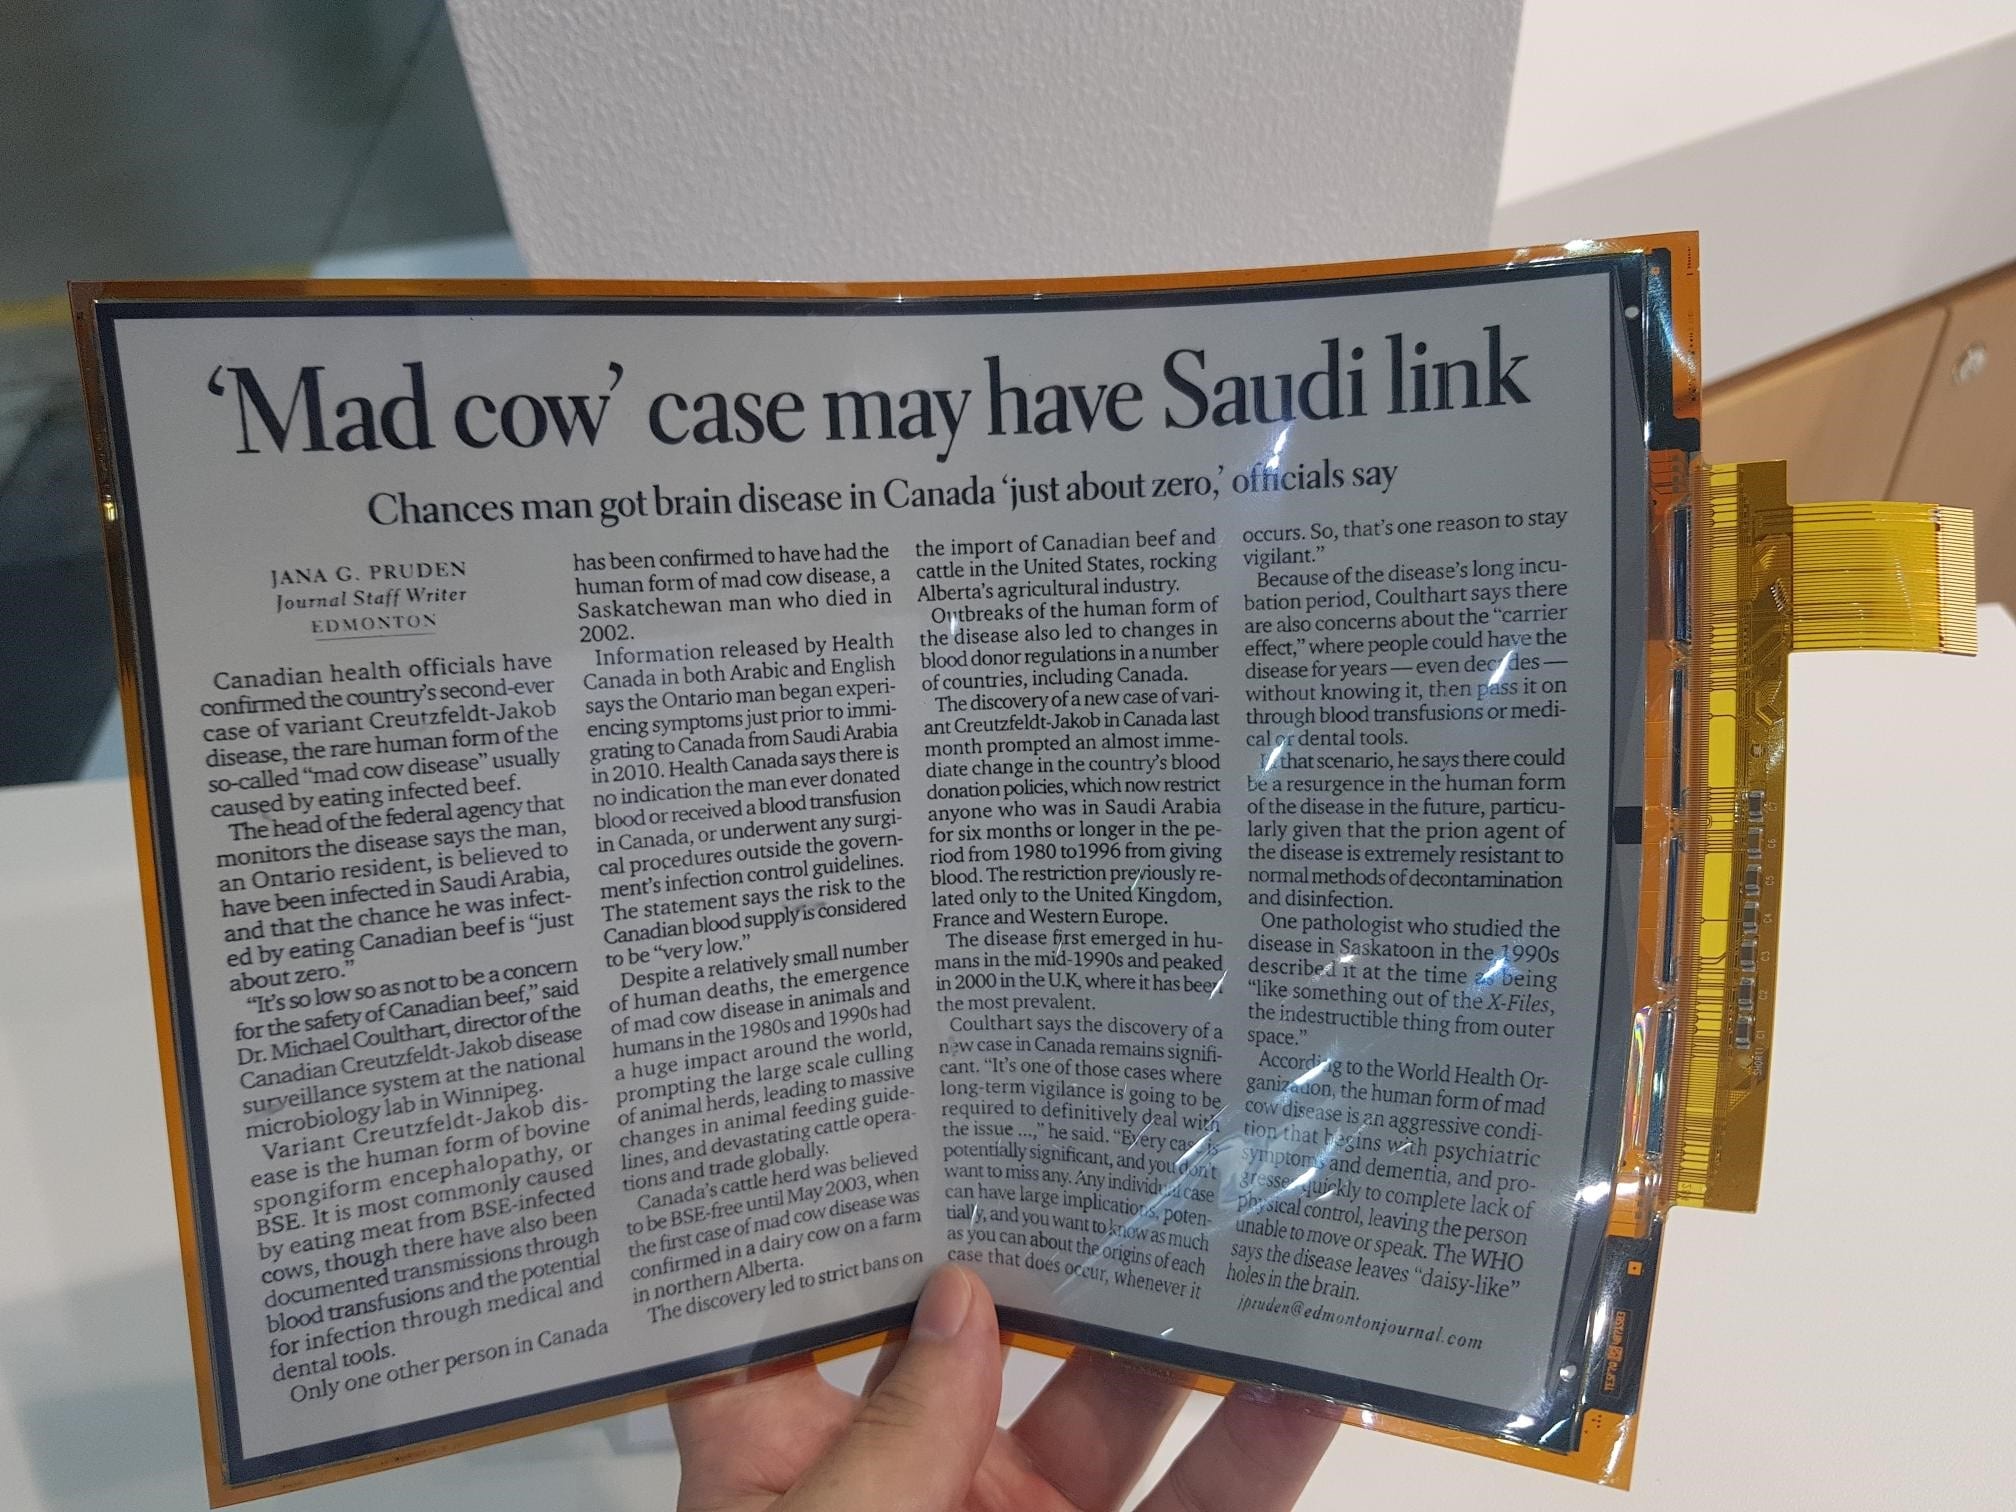 ‘Mad cow’ case may have Saudi link
Chances man got brain disease in Canada ‘just about zero,’ officials say
JANA G. PRUDEN
Journal Staff Writer
EDMONTON
Canadian health officials have
confirmed the country’s second-ever
case of variant Creutzfeldt-Jakob
disease, the rare human form of the
so-called “mad cow disease” usually
caused by eating infected beef.
The head of the federal agency that
monitors the disease says the man,
an Ontario resident, is believed to
have been infected in Saudi Arabia,
and that the chance he was infect-
ed by eating Canadian beef is “just
about zero.”
“It’s so low so as not to be a concern
for the safety of Canadian beef,” said
Dr. Michael Coulthart, director of the
Canadian Creutzfeldt-Jakob disease
surveillance system at the national
microbiology lab in Winnipeg.
Variant Creutzfeldt-Jakob dis-
ease is the human form of bovine
spongiform encephalopathy, or
BSE. It is most commonly caused
by eating meat from BSE-infected
cows, though there have also been
documented transmissions through
blood transfusions and the potential
for infection through medical and
dental tools.
Only one other person in Canada
has been confirmed to have had the
human form of mad cow disease, a
Saskatchewan man who died in
2002.
Information released by Health
Canada in both Arabic and English
says the Ontario man began experi-
encing symptoms just prior to immi-
grating to Canada from Saudi Arabia
in 2010. Health Canada says there is
no indication the man ever donated
blood or received a blood transfusion
in Canada, or underwent any surgi-
cal procedures outside the govern-
ment’s infection control guidelines.
The statement says the risk to the
Canadian blood supply is considered
to be “very low.”
Despite a relatively small number
of human deaths, the emergence
of mad cow disease in animals and
humans in the 1980s and 1990s had
a huge impact around the world,
prompting the large scale culling
of animal herds, leading to massive
changes in animal feeding guide-
lines, and devastating cattle opera-
tions and trade globally.
Canada’s cattle herd was believed
to be BSE-free until May 2003, when
the first case of mad cow disease was
confirmed in a dairy cow on a farm
in northern Alberta.
The discovery led to strict bans on
the import of Canadian beef and
cattle in the United States, rocking
Alberta’s agricultural industry.
Outbreaks of the human form of
the disease also led to changes in
blood donor regulations in a number
of countries, including Canada.
The discovery of a new case of vari-
ant Creutzfeldt-Jakob in Canada last
month prompted an almost imme-
diate change in the country’s blood
donation policies, which now restrict
anyone who was in Saudi Arabia
for six months or longer in the pe-
riod from 1980 to1996 from giving
blood. The restriction previously re-
lated only to the United Kingdom,
France and Western Europe.
The disease first emerged in hu-
mans in the mid-1990s and peaked
in 2000 in the U.K, where it has been
the most prevalent.
Coulthart says the discovery of a
new case in Canada remains signifi-
cant. “It’s one of those cases where
long-term vigilance is going to be
required to definitively deal with
the issue ...,” he said. “Every case is
potentially significant, and you don’t
want to miss any. Any individual case
can have large implications, poten-
tially, and you want to know as much
as you can about the origins of each
case that does occur, whenever it
occurs. So, that’s one reason to stay
vigilant.”
Because of the disease’s long incu-
bation period, Coulthart says there
are also concerns about the “carrier
effect,” where people could have the
disease for years — even decades —
without knowing it, then pass it on
through blood transfusions or medi-
cal or dental tools.
In that scenario, he says there could
be a resurgence in the human form
of the disease in the future, particu-
larly given that the prion agent of
the disease is extremely resistant to
normal methods of decontamination
and disinfection.
One pathologist who studied the
disease in Saskatoon in the 1990s
described it at the time as being
“like something out of the X-Files,
the indestructible thing from outer
space.”
According to the World Health Or-
ganization, the human form of mad
cow disease is an aggressive condi-
tion that begins with psychiatric
symptoms and dementia, and pro-
gresses quickly to complete lack of
physical control, leaving the person
unable to move or speak. The WHO
says the disease leaves “daisy-like”
holes in the brain.
jpruden@edmontonjournal.com
C7
C6
C5
C4
C3
C2
C1